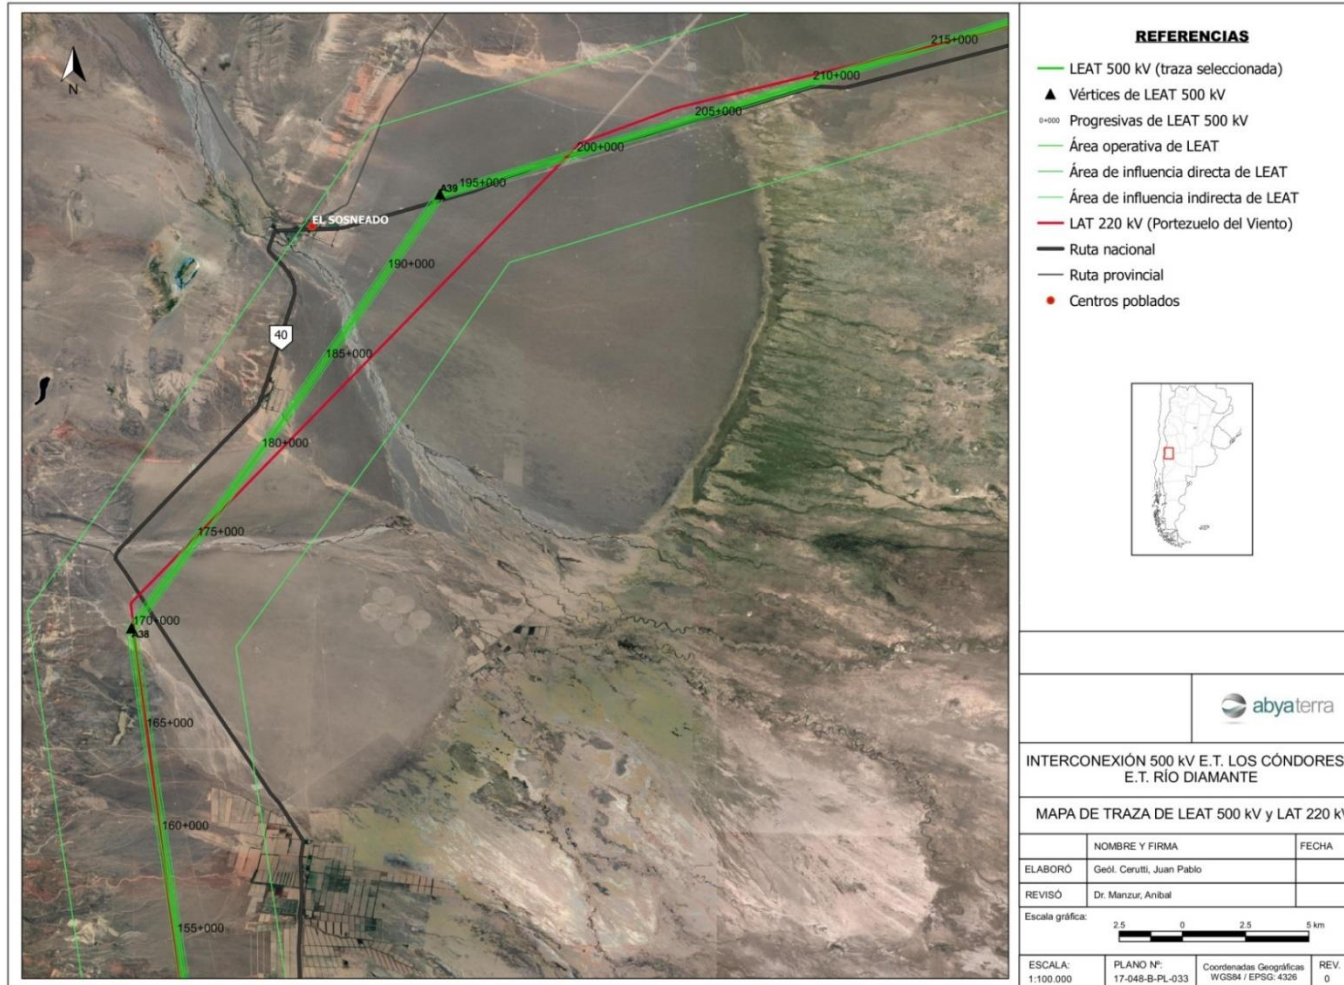 N
215+000
210+000
205+000
200+000
A39
195+000
EL SOSNEADO
190+000
40
185+000
180+000
175+000
170+000
A38
165+000
160+000
155+000
REFERENCIAS
LEAT 500 kV (traza seleccionada)
Vértices de LEAT 500 kV
0+000 Progresivas de LEAT 500 kV
Área operativa de LEAT
Área de influencia directa de LEAT
Área de influencia indirecta de LEAT
LAT 220 kV (Portezuelo del Viento)
Ruta nacional
Ruta provincial
Centros poblados
abyaterra
INTERCONEXIÓN 500 kV E.T. LOS CÓNDORES
E.T. RÍO DIAMANTE
MAPA DE TRAZA DE LEAT 500 kV y LAT 220 kV
NOMBRE Y FIRMA FECHA
ELABORÓ Geól. Cerutti, Juan Pablo
REVISÓ Dr. Manzur, Anibal
Escala gráfica:
2.5 0 2.5 5 km
ESCALA: PLANO Nº: Coordenadas Geográficas REV.
1:100.000 17-048-B-PL-033 WGS84 / EPSG: 4326 0